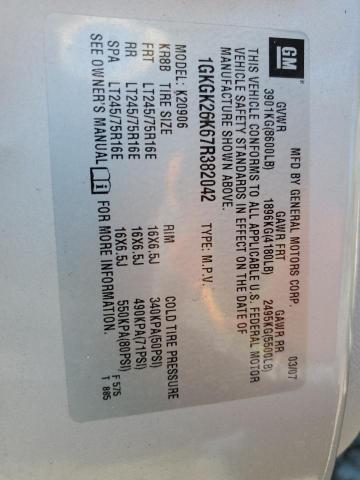 GM
MFD BY GENERAL MOTORS CORP. 03/07
GVWR GAWR FRT GAWR RR
3901KG(8600LB) 1896KG(4180LB) 2495KG(5500LB)
THIS VEHICLE CONFORMS TO ALL APPLICABLE U.S. FEDERAL MOTOR
VEHICLE SAFETY STANDARDS IN EFFECT ON THE DATE OF
MANUFACTURE SHOWN ABOVE.
1GKGK26K67R382042 TYPE: M.P.V.
MODEL: K20906
KR8B TIRE SIZE RIM COLD TIRE PRESSURE
FRT LT245/75R16E 16X6.5J 340KPA(50PSI)
RR LT245/75R16E 16X6.5J 490KPA(71PSI)
SPA LT245/75R16E 16X6.5J 550KPA(80PSI)
SEE OWNER'S MANUAL FOR MORE INFORMATION.
F 575
T 885